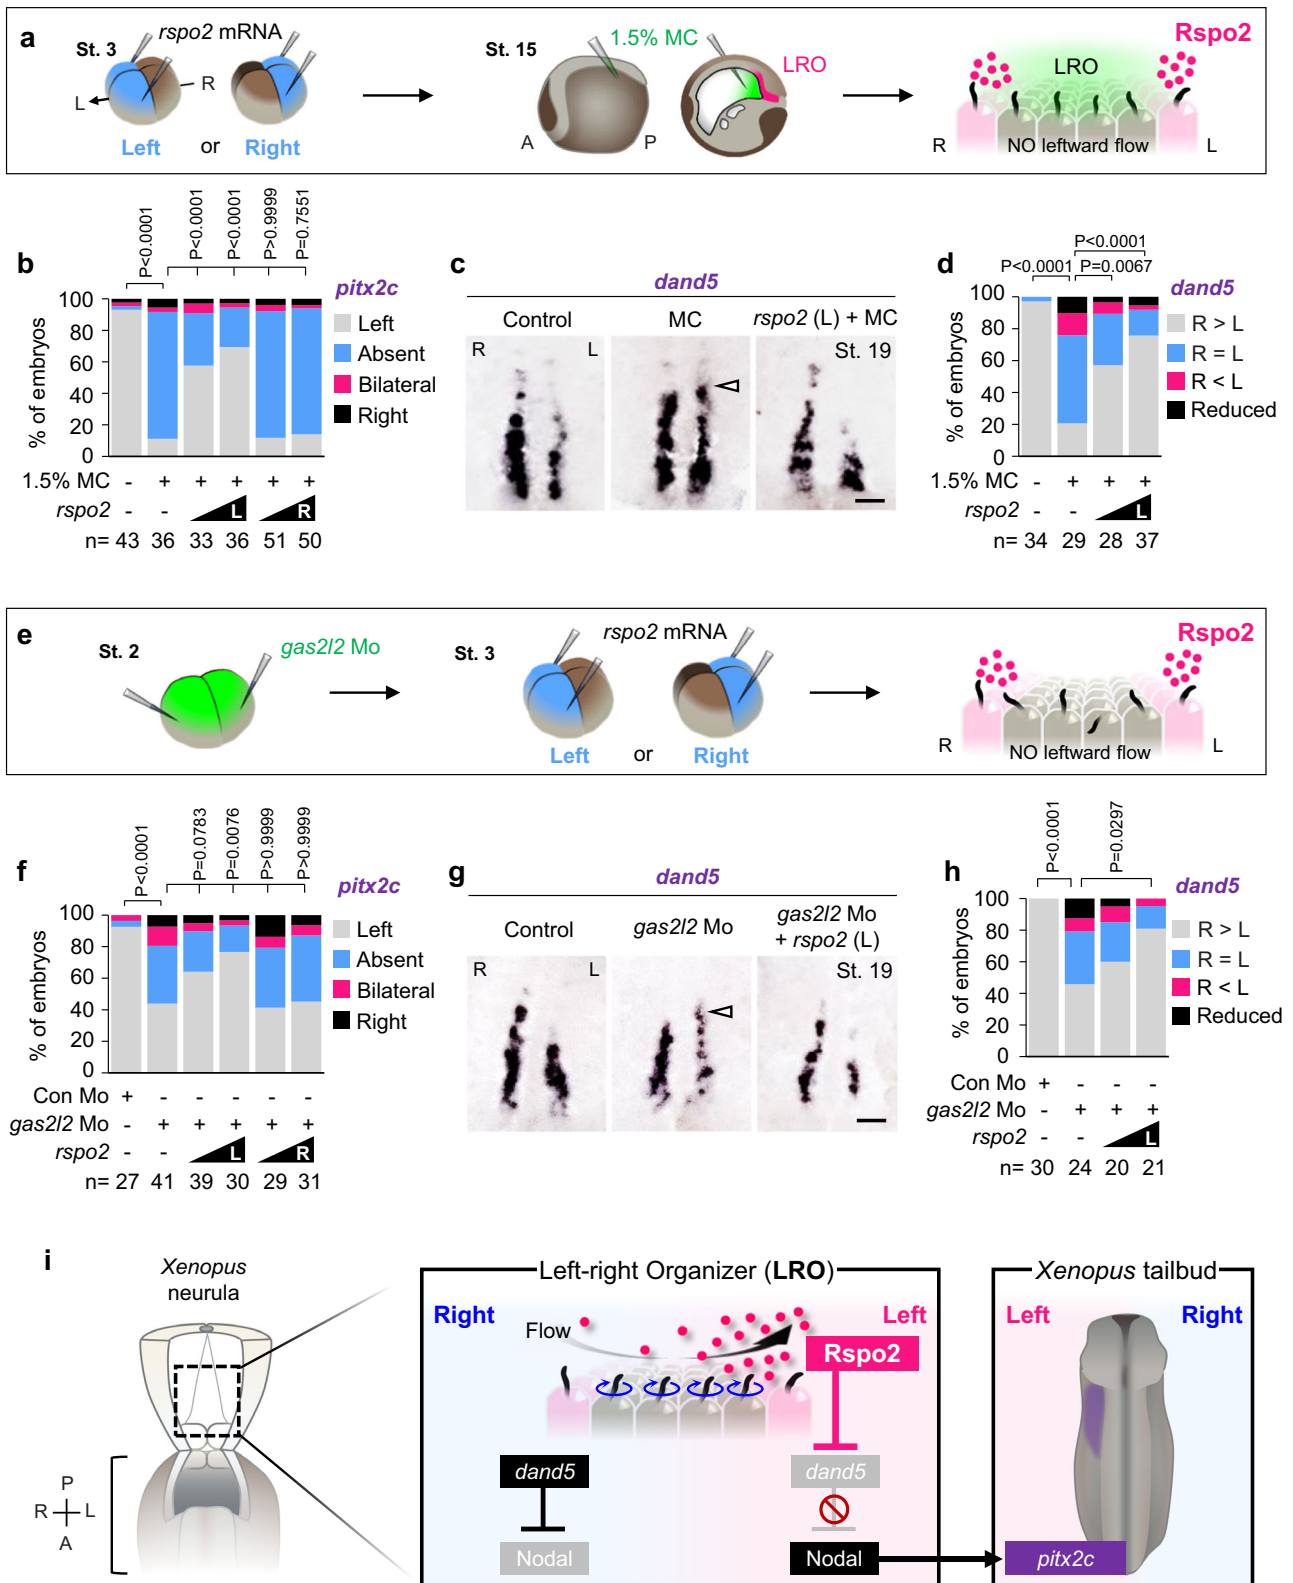 a
St. 3
rspo2 mRNA
L
R
Left or Right
St. 15
1.5% MC
LRO
A
P
Rspo2
LRO
R
NO leftward flow
L
b
P<0.0001
P<0.0001
P<0.0001
P>0.9999
P=0.7551
pitx2c
% of embryos
100
80
60
40
20
0
Left
Absent
Bilateral
Right
1.5% MC - + + + + +
rspo2 - - L R
n= 43 36 33 36 51 50
c
dand5
Control
MC
rspo2 (L) + MC
R
L
St. 19
d
P<0.0001
P<0.0001
P=0.0067
dand5
% of embryos
100
80
60
40
20
0
R > L
R = L
R < L
Reduced
1.5% MC - + + +
rspo2 - - L
n= 34 29 28 37
e
St. 2
gas2l2 Mo
St. 3
rspo2 mRNA
Left or Right
Rspo2
R
NO leftward flow
L
f
P<0.0001
P=0.0783
P=0.0076
P>0.9999
P>0.9999
pitx2c
% of embryos
100
80
60
40
20
0
Left
Absent
Bilateral
Right
Con Mo + - - - - -
gas2l2 Mo - + + + + +
rspo2 - - L R
n= 27 41 39 30 29 31
g
dand5
Control
gas2l2 Mo
gas2l2 Mo
+ rspo2 (L)
R
L
St. 19
h
P<0.0001
P=0.0297
dand5
% of embryos
100
80
60
40
20
0
R > L
R = L
R < L
Reduced
Con Mo + - - -
gas2l2 Mo - + + +
rspo2 - - L
n= 30 24 20 21
i
Xenopus
neurula
P
R
L
A
Left-right Organizer (LRO)
Right
Left
Flow
Rspo2
dand5
dand5
Nodal
Nodal
Xenopus tailbud
Left
Right
pitx2c